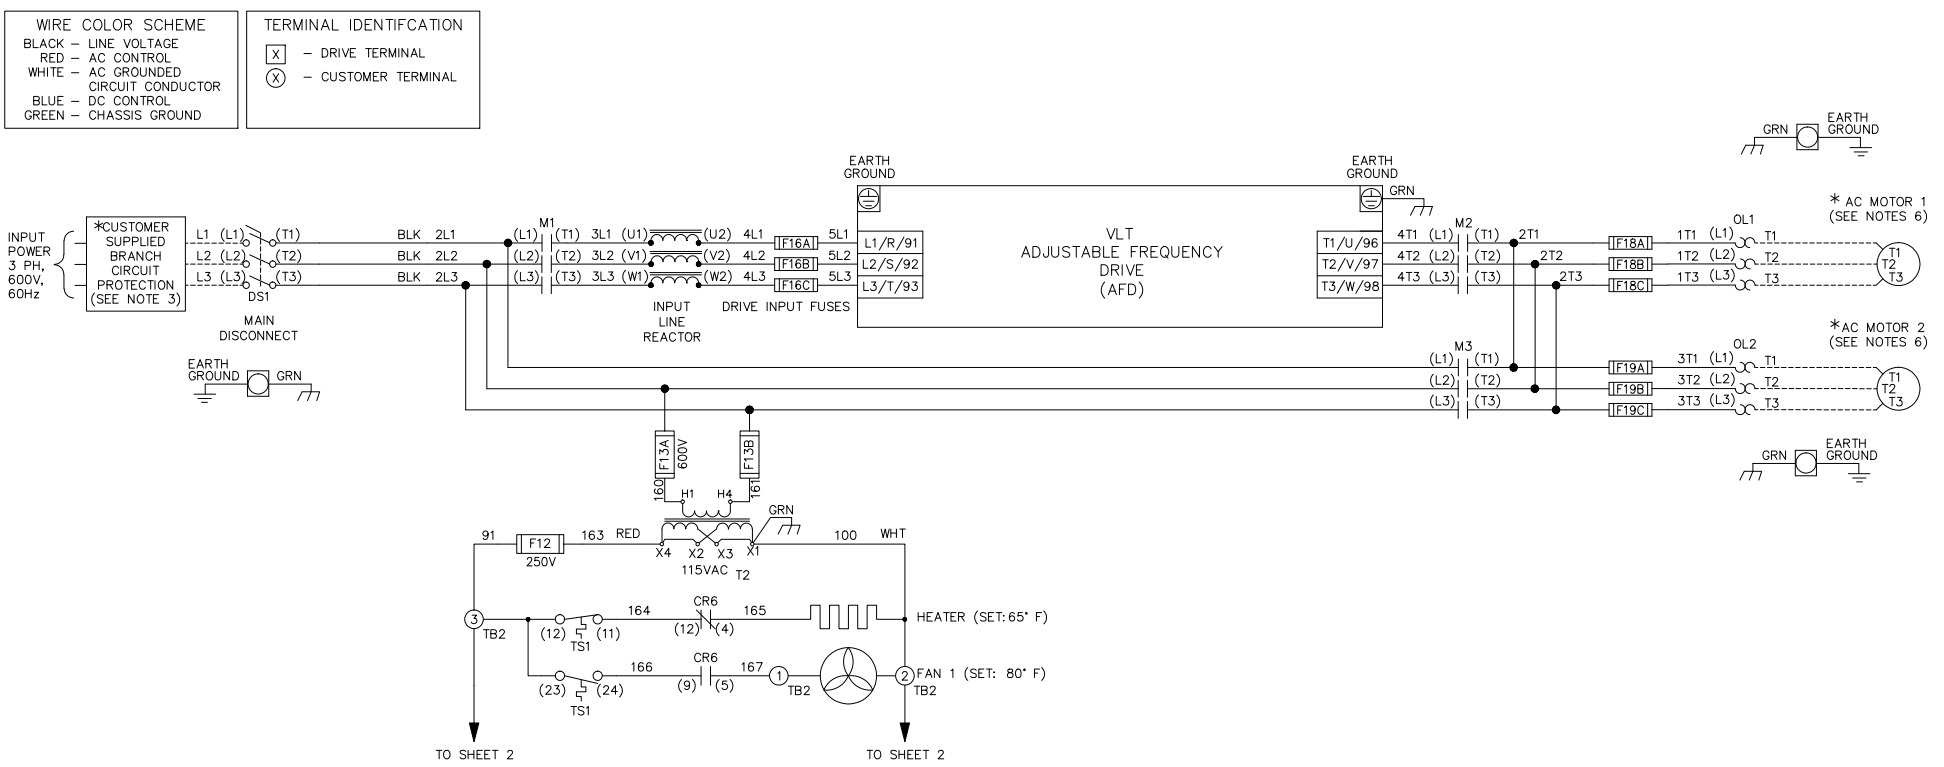 WIRE COLOR SCHEME
BLACK – LINE VOLTAGE
RED – AC CONTROL
WHITE – AC GROUNDED
CIRCUIT CONDUCTOR
BLUE – DC CONTROL
GREEN – CHASSIS GROUND
TERMINAL IDENTIFCATION
X – DRIVE TERMINAL
X – CUSTOMER TERMINAL
GRN
EARTH
GROUND
EARTH
GROUND
EARTH
GROUND
GRN
INPUT
POWER
3 PH,
600V,
60Hz
*CUSTOMER
SUPPLIED
BRANCH
CIRCUIT
PROTECTION
(SEE NOTE 3)
L1 (L1) (T1) BLK 2L1 (L1) M1 (T1) 3L1 (U1) (U2) 4L1 F16A 5L1 L1/R/91
L2 (L2) (T2) BLK 2L2 (L2) (T2) 3L2 (V1) (V2) 4L2 F16B 5L2 L2/S/92
L3 (L3) (T3) BLK 2L3 (L3) (T3) 3L3 (W1) (W2) 4L3 F16C 5L3 L3/T/93
DS1
MAIN
DISCONNECT
INPUT
LINE
REACTOR
DRIVE INPUT FUSES
VLT
ADJUSTABLE FREQUENCY
DRIVE
(AFD)
T1/U/96 4T1 (L1) M2 (T1) 2T1 F18A 1T1 (L1) OL1 T1
T2/V/97 4T2 (L2) (T2) 2T2 F18B 1T2 (L2) T2
T3/W/98 4T3 (L3) (T3) 2T3 F18C 1T3 (L3) T3
* AC MOTOR 1
(SEE NOTES 6)
T1
T2
T3
EARTH
GROUND
GRN
(L1) M3 (T1) F19A 3T1 (L1) OL2 T1
(L2) (T2) F19B 3T2 (L2) T2
(L3) (T3) F19C 3T3 (L3) T3
* AC MOTOR 2
(SEE NOTES 6)
T1
T2
T3
GRN
EARTH
GROUND
F13A
600V
F13B
160
161
H1 H4
GRN
91 F12 163 RED
250V
X4 X2 X3 X1
115VAC T2
100 WHT
3
TB2
(12) (11)
TS1
164
CR6
(12) (4)
165
HEATER (SET:65° F)
(23) (24)
TS1
166
CR6
(9) (5)
167
1
TB2
2
TB2
FAN 1 (SET: 80° F)
TO SHEET 2
TO SHEET 2